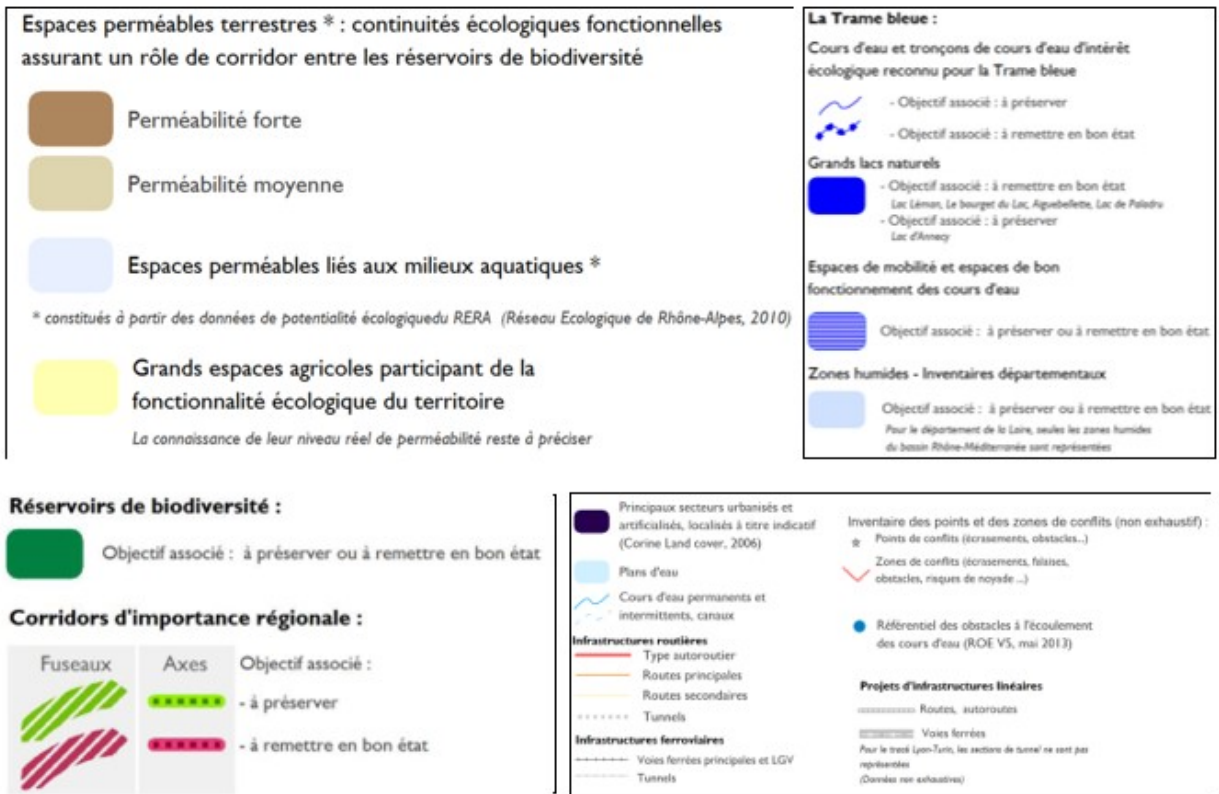 Espaces perméables terrestres * : continuités écologiques fonctionnelles
assurant un rôle de corridor entre les réservoirs de biodiversité
Perméabilité forte
Perméabilité moyenne
Espaces perméables liés aux milieux aquatiques *
* constitués à partir des données de potentialité écologiquedu RERA (Réseau Ecologique de Rhône-Alpes, 2010)
Grands espaces agricoles participant de la
fonctionnalité écologique du territoire
La connaissance de leur niveau réel de perméabilité reste à préciser
La Trame bleue :
Cours d'eau et tronçons de cours d'eau d'intérêt
écologique reconnu pour la Trame bleue
- Objectif associé : à préserver
- Objectif associé : à remettre en bon état
Grands lacs naturels
- Objectif associé : à remettre en bon état
Lac Léman, Le bourget du Lac, Aiguebellette, Lac de Paladru
- Objectif associé : à préserver
Lac d'Annecy
Espaces de mobilité et espaces de bon
fonctionnement des cours d'eau
Objectif associé : à préserver ou à remettre en bon état
Zones humides - Inventaires départementaux
Objectif associé : à préserver ou à remettre en bon état
Pour le département de la Loire, seules les zones humides
du bassin Rhône-Méditerranée sont représentées
Réservoirs de biodiversité :
Objectif associé : à préserver ou à remettre en bon état
Corridors d'importance régionale :
Fuseaux Axes Objectif associé :
- à préserver
- à remettre en bon état
Principaux secteurs urbanisés et
artificialisés, localisés à titre indicatif
(Corine Land cover, 2006)
Plans d'eau
Cours d'eau permanents et
intermittents, canaux
Infrastructures routières
Type autoroutier
Routes principales
Routes secondaires
Tunnels
Infrastructures ferroviaires
Voies ferrées principales et LGV
Tunnels
Inventaire des points et des zones de conflits (non exhaustif) :
Points de conflits (écrasements, obstacles...)
Zones de conflits (écrasements, falaises,
obstacles, risques de noyade ...)
Référentiel des obstacles à l'écoulement
des cours d'eau (ROE V5, mai 2013)
Projets d'infrastructures linéaires
Routes, autoroutes
Voies ferrées
Pour le tracé Lyon-Turin, les sections de tunnel ne sont pas
représentées
(Données non exhaustives)